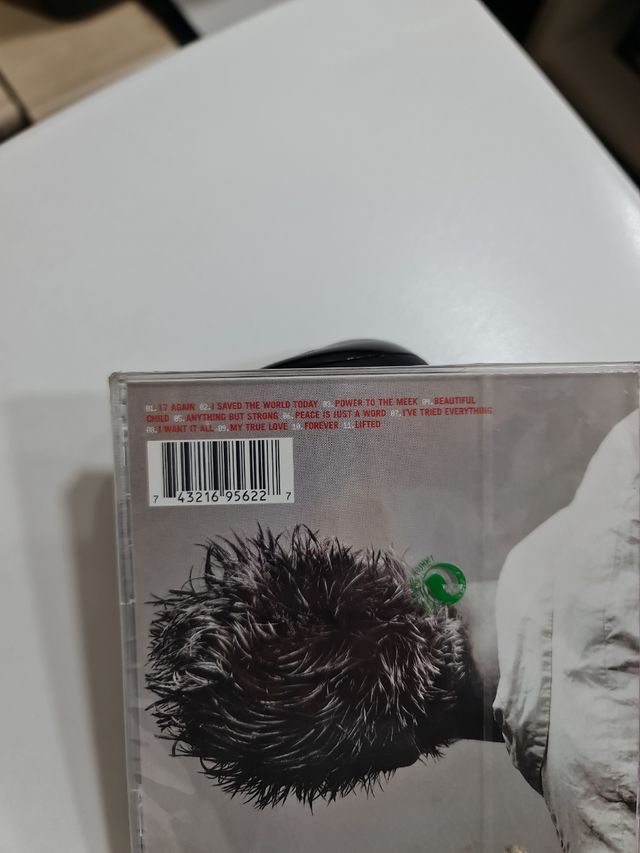 01.17 AGAIN 02.I SAVED THE WORLD TODAY 03.POWER TO THE MEEK 04.BEAUTIFUL
CHILD 05.ANYTHING BUT STRONG 06.PEACE IS JUST A WORD 07.I'VE TRIED EVERYTHING
08.I WANT IT ALL 09.MY TRUE LOVE 10.FOREVER 11.LIFTED
7 43216 95622 7